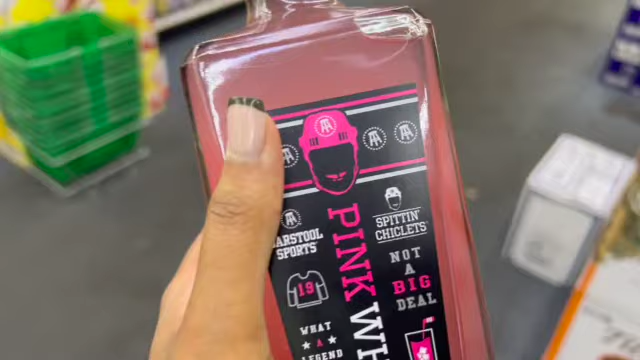 BARSTOOL
SPORTS
SPITTIN'
CHICLETS
19
NOT
A
BIG
DEAL
WHAT
A
LEGEND
PINK WH